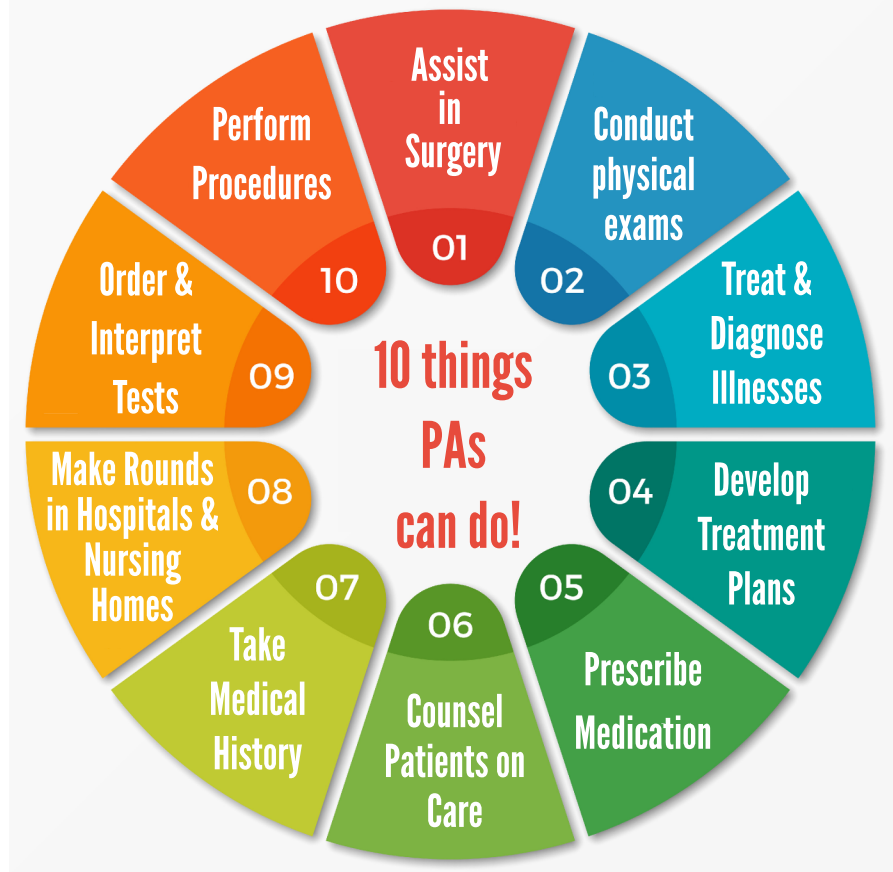 10 things
PAs
can do!
Assist
in
Surgery
01
Conduct
physical
exams
02
Treat &
Diagnose
Illnesses
03
Develop
Treatment
Plans
04
Prescribe
Medication
05
Counsel
Patients on
Care
06
Take
Medical
History
07
Make Rounds
in Hospitals &
Nursing
Homes
08
Order &
Interpret
Tests
09
Perform
Procedures
10